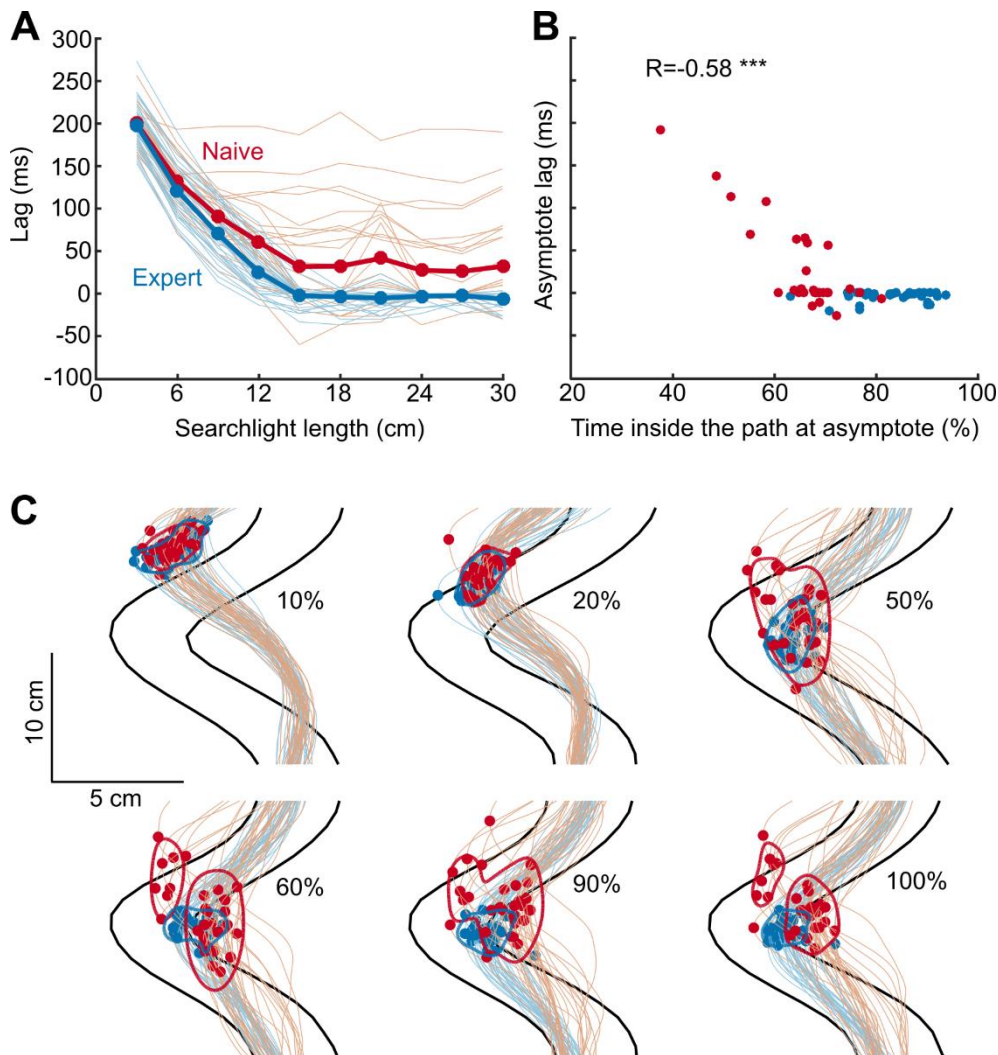 A
300
250
200
150
100
50
0
-50
-100
Lag (ms)
Naive
Expert
6
12
18
24
30
Searchlight length (cm)
B
R=-0.58 ***
Asymptote lag (ms)
20
40
60
80
100
Time inside the path at asymptote (%)
C
10%
20%
50%
10 cm
5 cm
60%
90%
100%